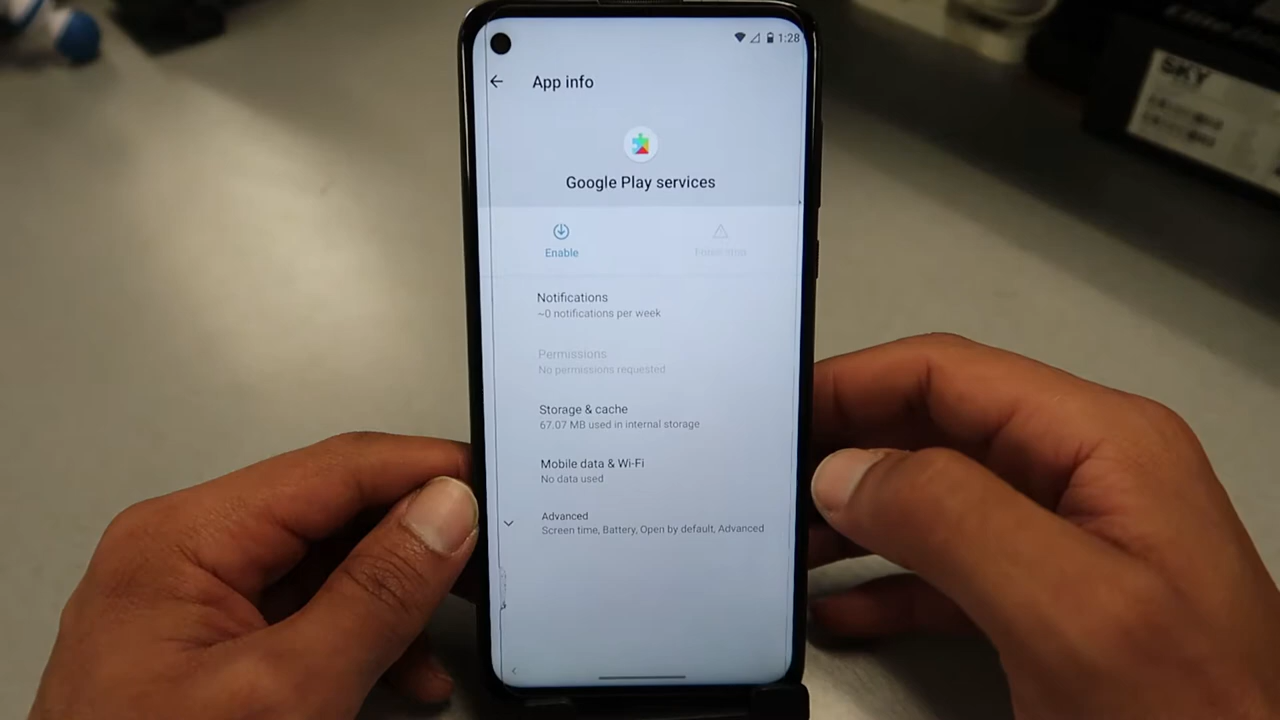 1:28
App info
Google Play services
Enable
Force stop
Notifications
~0 notifications per week
Permissions
No permissions requested
Storage & cache
67.07 MB used in internal storage
Mobile data & Wi-Fi
No data used
Advanced
Screen time, Battery, Open by default, Advanced
SKY